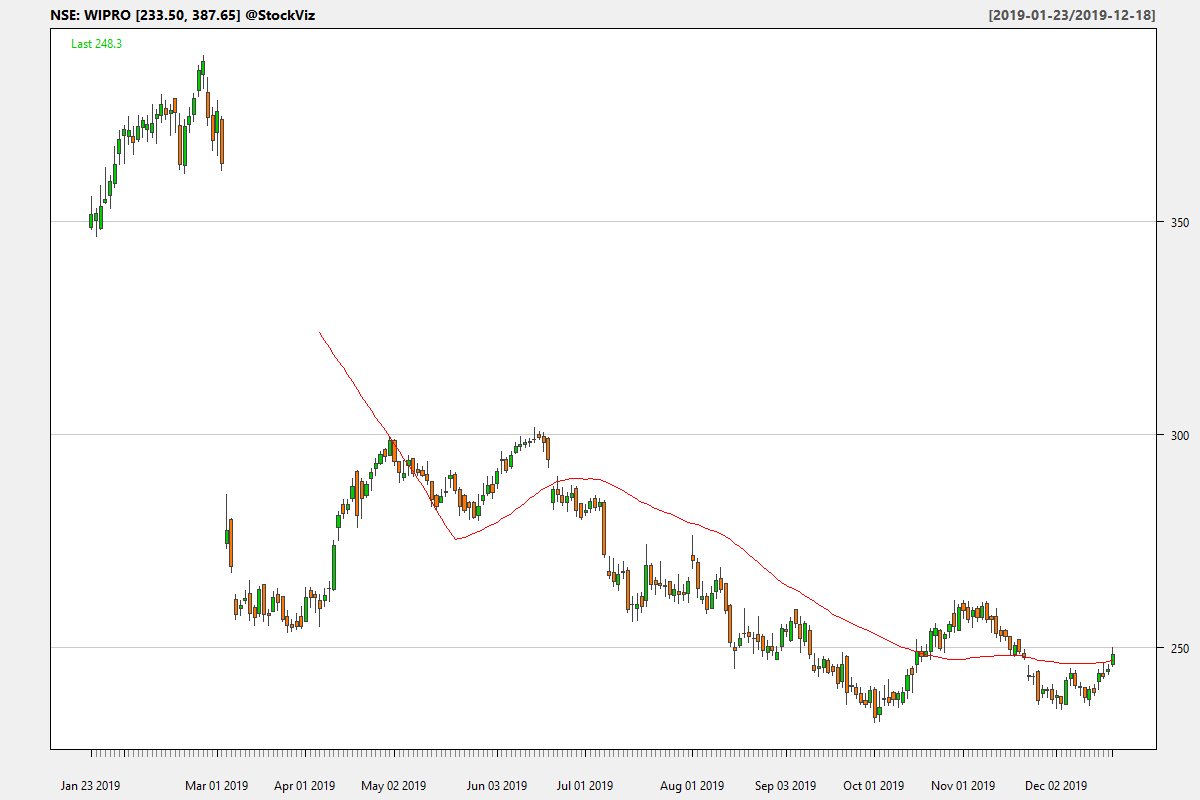 NSE: WIPRO [233.50, 387.65] @StockViz [2019-01-23/2019-12-18]
Last 248.3
350
300
250
Jan 23 2019 Mar 01 2019 Apr 01 2019 May 02 2019 Jun 03 2019 Jul 01 2019 Aug 01 2019 Sep 03 2019 Oct 01 2019 Nov 01 2019 Dec 02 2019